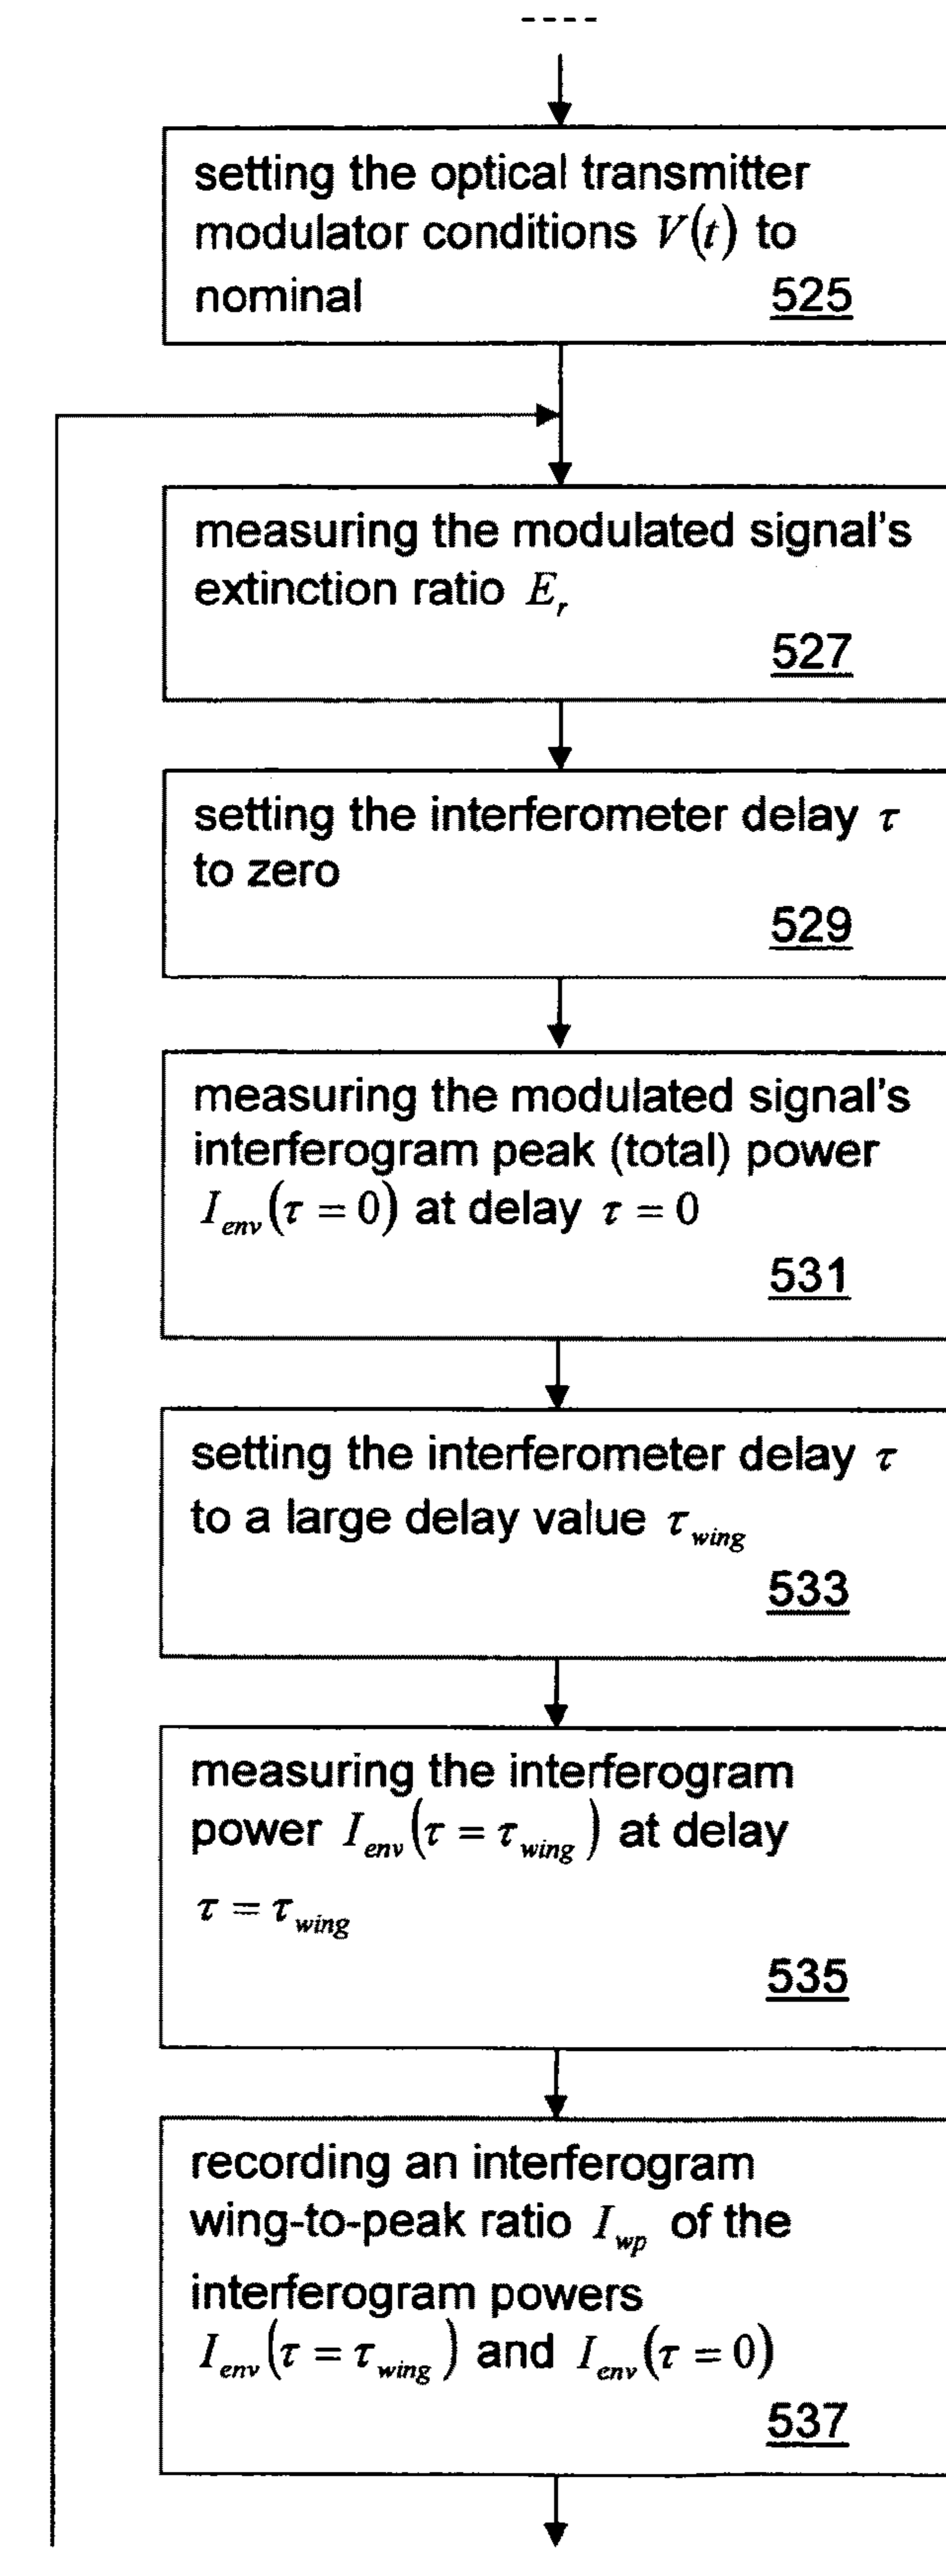 setting the optical transmitter
modulator conditions V(t) to
nominal 525
measuring the modulated signal's
extinction ratio E_r
527
setting the interferometer delay τ
to zero
529
measuring the modulated signal's
interferogram peak (total) power
I_env(τ = 0) at delay τ = 0
531
setting the interferometer delay τ
to a large delay value τ_wing
533
measuring the interferogram
power I_env(τ = τ_wing) at delay
τ = τ_wing
535
recording an interferogram
wing-to-peak ratio I_wp of the
interferogram powers
I_env(τ = τ_wing) and I_env(τ = 0)
537